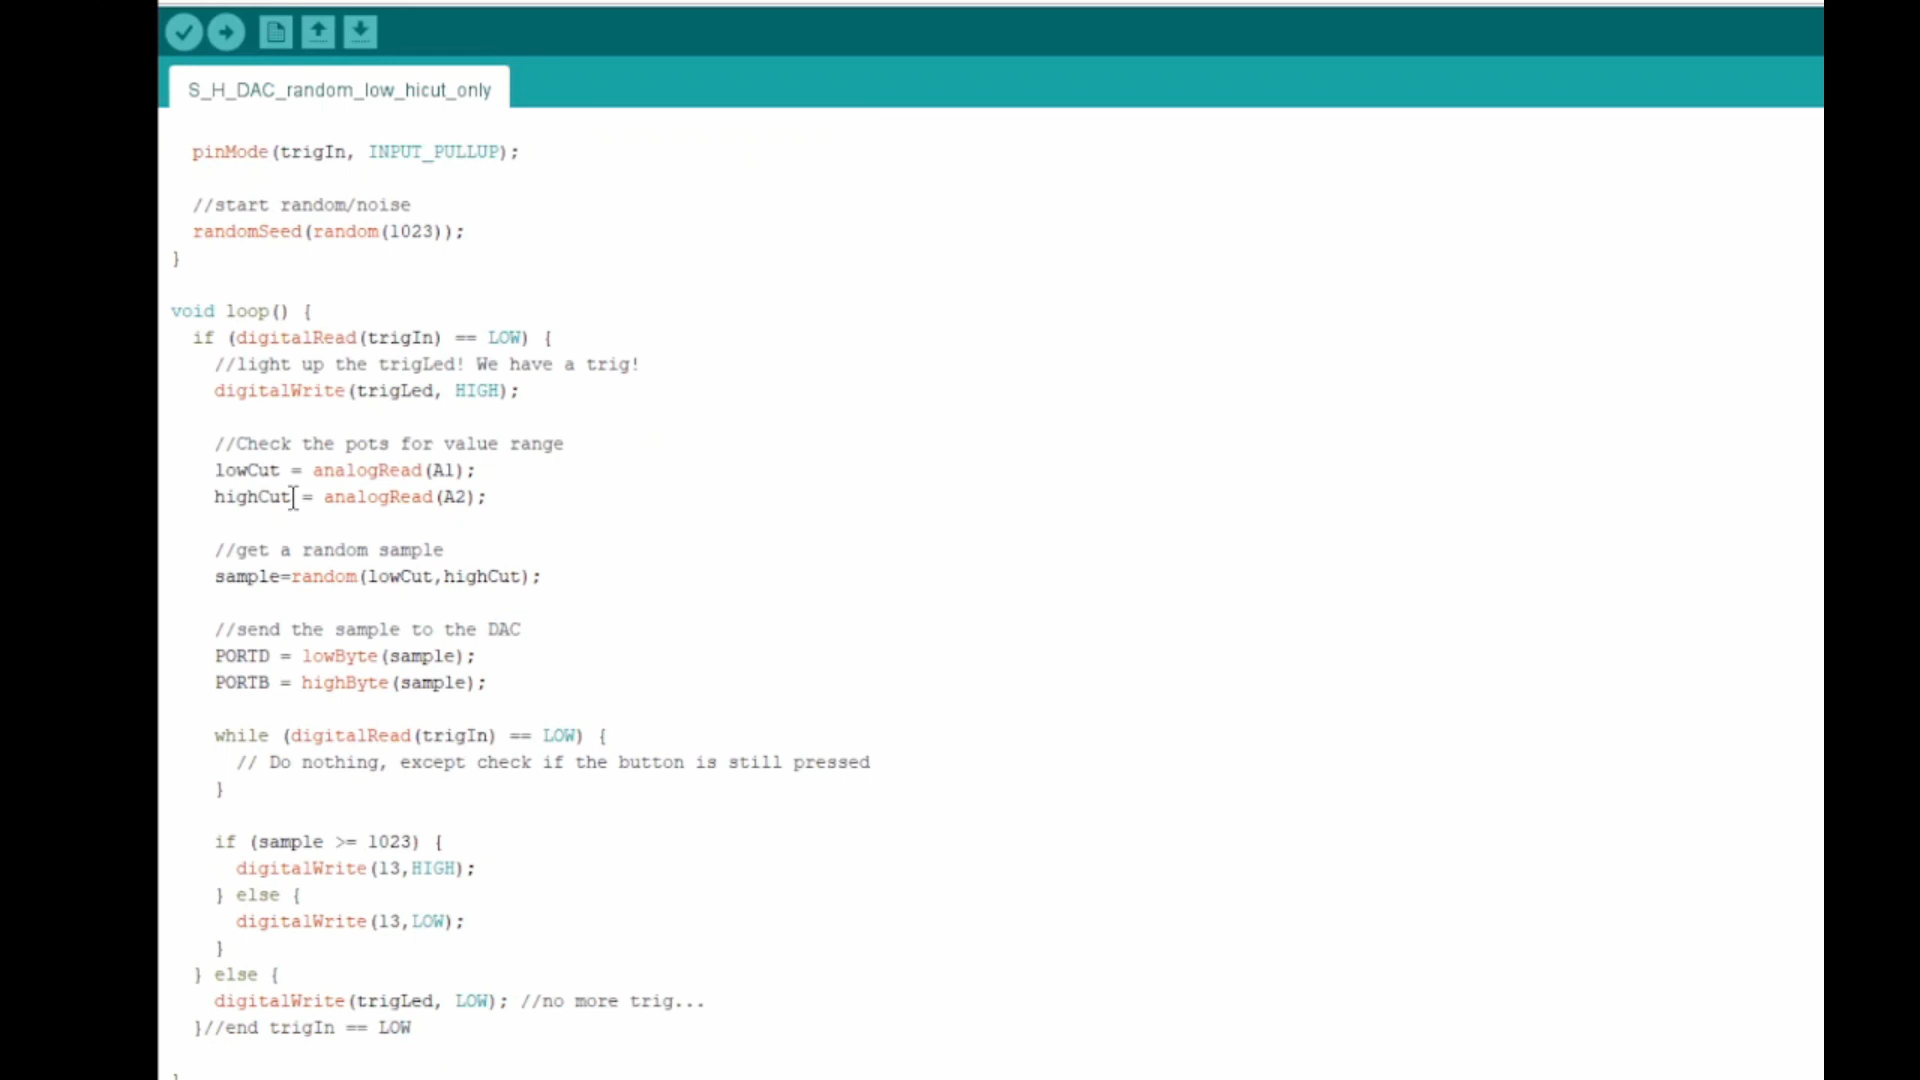 S_H_DAC_random_low_hicut_only
pinMode(trigIn, INPUT_PULLUP);
//start random/noise
randomSeed(random(1023));
}
void loop() {
if (digitalRead(trigIn) == LOW) {
//light up the trigLed! We have a trig!
digitalWrite(trigLed, HIGH);
//Check the pots for value range
lowCut = analogRead(A1);
highCut = analogRead(A2);
//get a random sample
sample=random(lowCut,highCut);
//send the sample to the DAC
PORTD = lowByte(sample);
PORTB = highByte(sample);
while (digitalRead(trigIn) == LOW) {
// Do nothing, except check if the button is still pressed
}
if (sample >= 1023) {
digitalWrite(13,HIGH);
} else {
digitalWrite(13,LOW);
}
} else {
digitalWrite(trigLed, LOW); //no more trig...
}//end trigIn == LOW